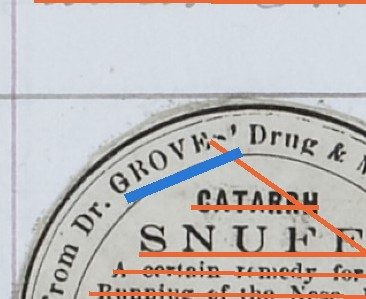 From Dr. GROVES' Drug & M
CATARRH
SNUFF
A certain remedy for
Running of the Nose